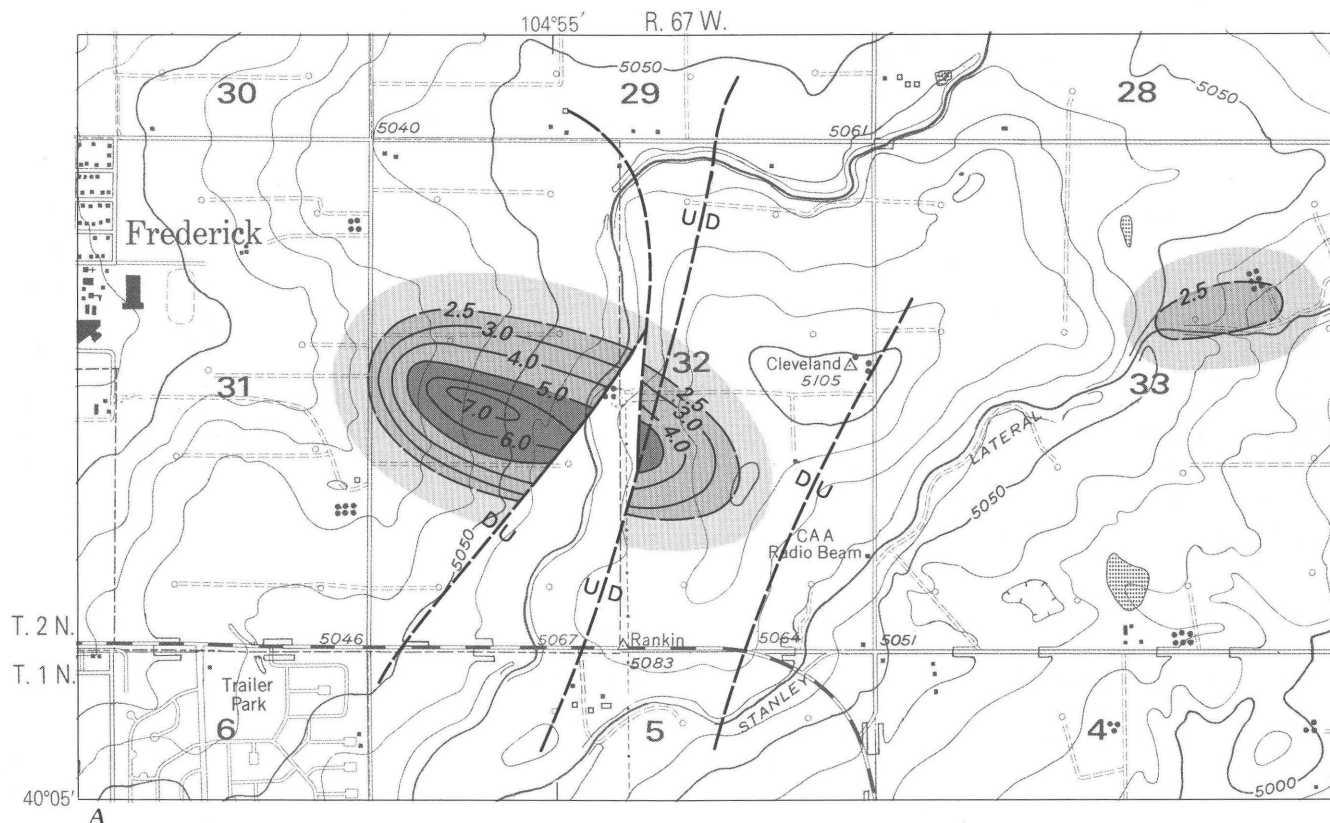 104°55′ R. 67 W.
30 29 28
5050
5050
5040 5061
U D
Frederick
2.5
2.5
3.0
4.0
32
Cleveland
5105
5.0
31 33
7.0
2.5
3.0
4.0
6.0
LATERAL
D U
D U
5050
5050
CAA
Radio Beam
U D
T. 2 N.
5046 5067 Rankin 5064 5051
5083
T. 1 N.
Trailer
Park
STANLEY
6 5 4
5000
40°05′
A